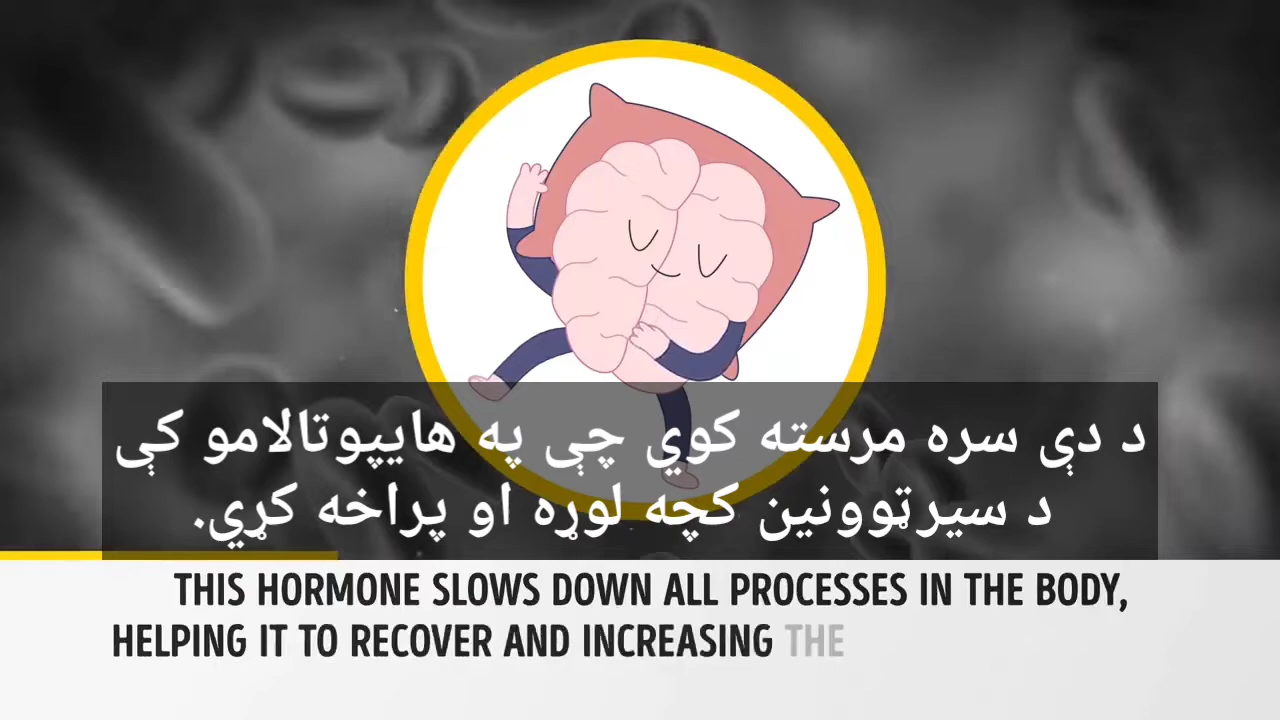 د دې سره مرسته کوي چې په هایپوتالامو کې
د سیرټوونین کچه لوړه او پراخه کړي.
THIS HORMONE SLOWS DOWN ALL PROCESSES IN THE BODY,
HELPING IT TO RECOVER AND INCREASING THE